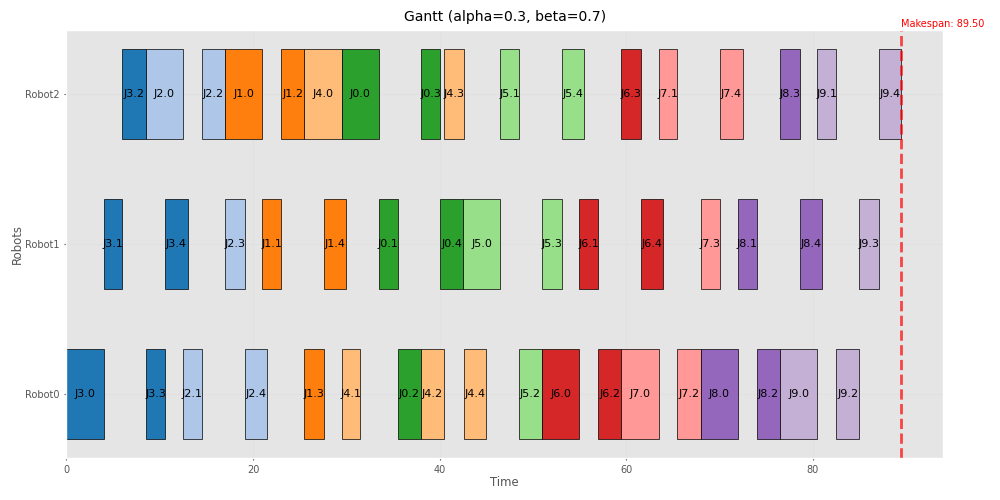 Gantt (alpha=0.3, beta=0.7)
Makespan: 89.50
Robots
Robot2
J3.2 J2.0 J2.2 J1.0 J1.2 J4.0 J0.0 J0.3 J4.3 J5.1 J5.4 J6.3 J7.1 J7.4 J8.3 J9.1 J9.4
Robot1
J3.1 J3.4 J2.3 J1.1 J1.4 J0.1 J0.4 J5.0 J5.3 J6.1 J6.4 J7.3 J8.1 J8.4 J9.3
Robot0
J3.0 J3.3 J2.1 J2.4 J1.3 J4.1 J0.2 J4.2 J4.4 J5.2 J6.0 J6.2 J7.0 J7.2 J8.0 J8.2 J9.0 J9.2
0 20 40 60 80
Time